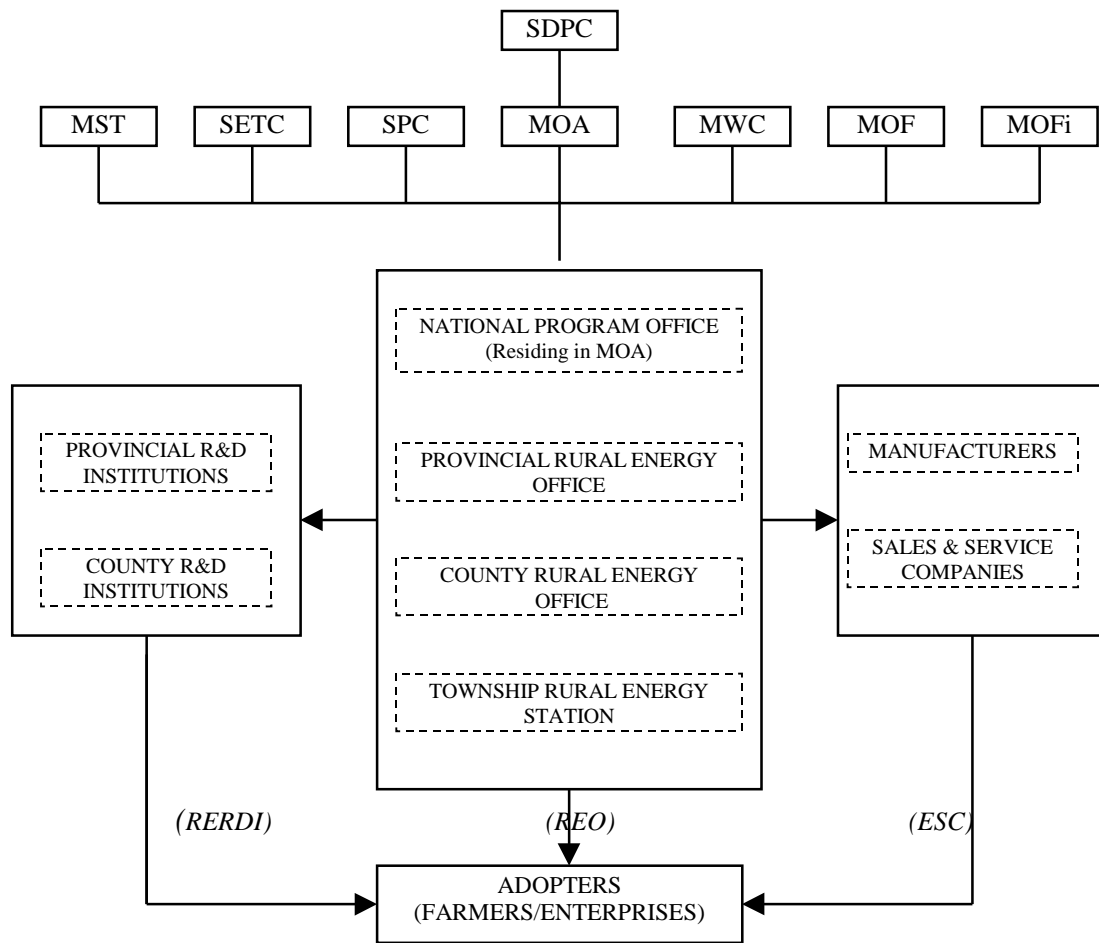 SDPC
MST
SETC
SPC
MOA
MWC
MOF
MOFi
NATIONAL PROGRAM OFFICE
(Residing in MOA)
PROVINCIAL R&D
INSTITUTIONS
COUNTY R&D
INSTITUTIONS
PROVINCIAL RURAL ENERGY
OFFICE
COUNTY RURAL ENERGY
OFFICE
TOWNSHIP RURAL ENERGY
STATION
MANUFACTURERS
SALES & SERVICE
COMPANIES
(RERDI)
(REO)
(ESC)
ADOPTERS
(FARMERS/ENTERPRISES)